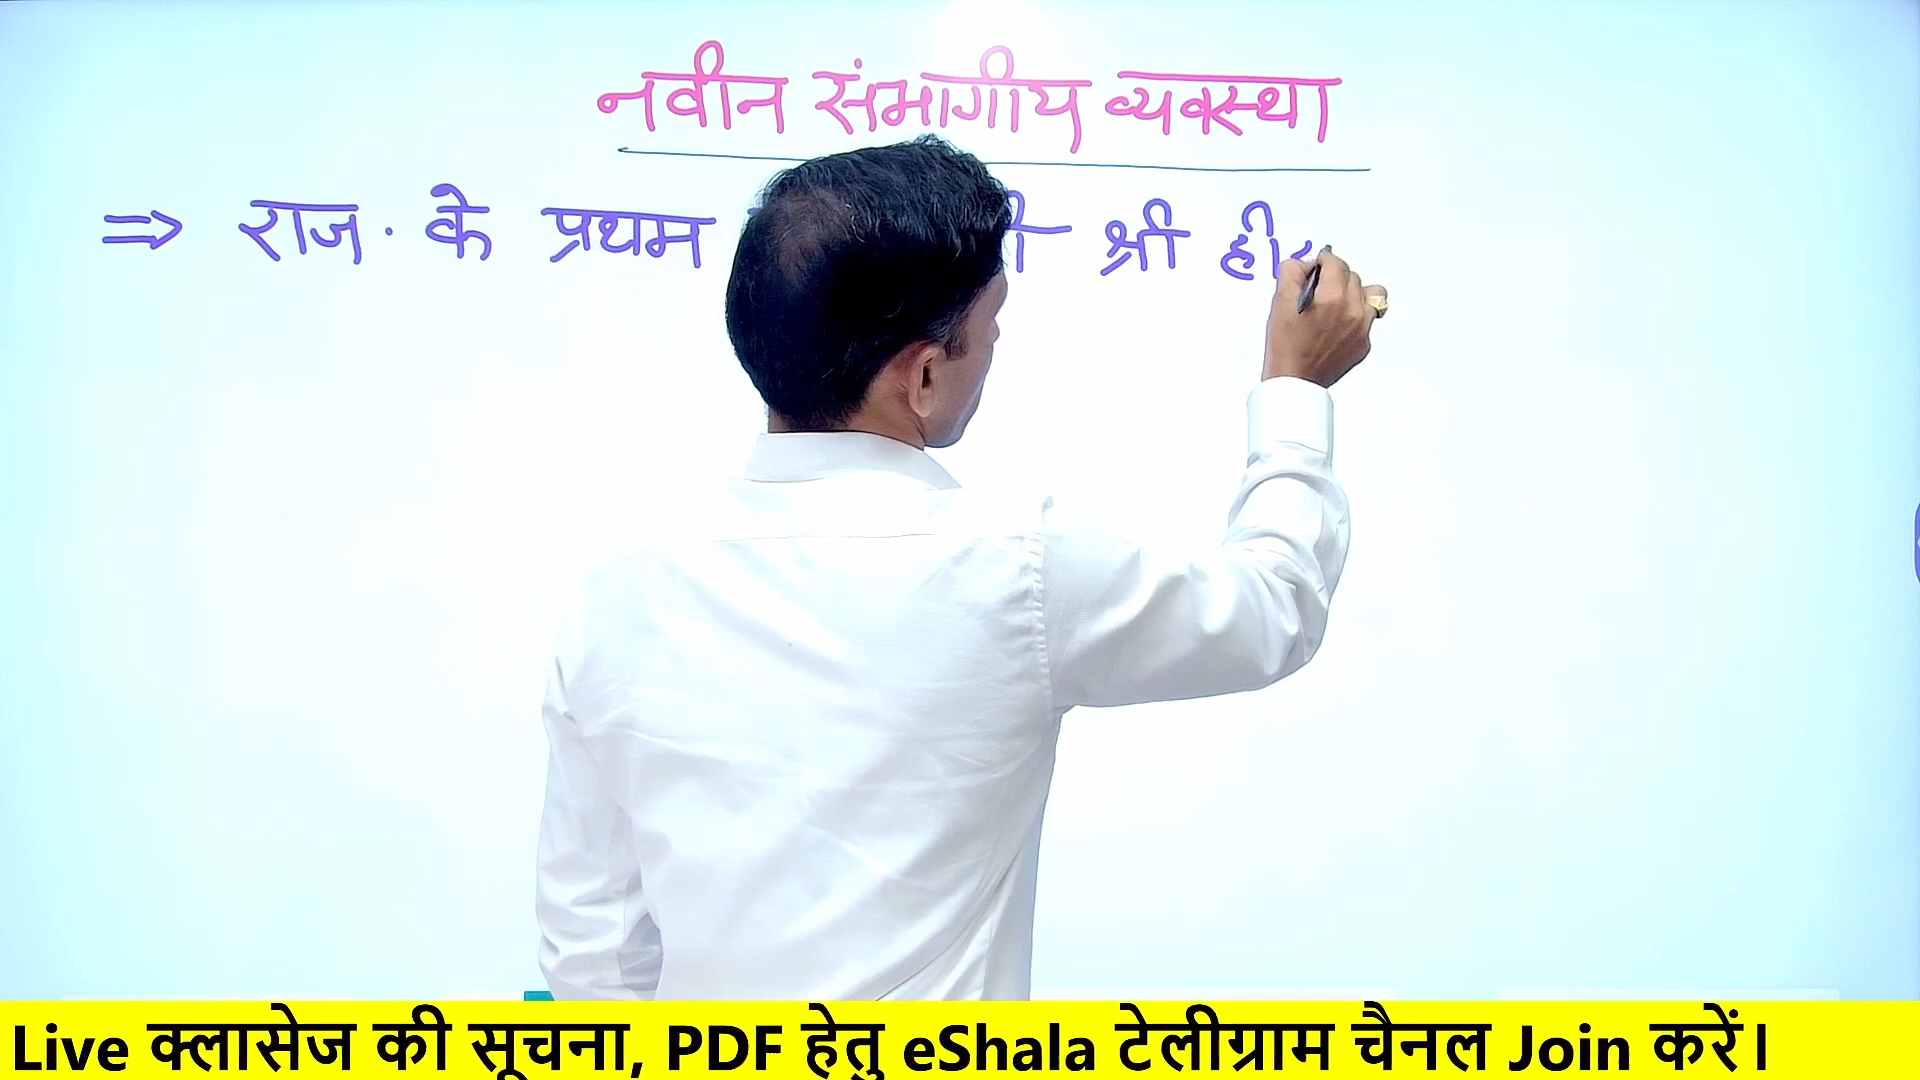 नवीन संभागीय व्यवस्था
⇒ राज. के प्रथम श्री
Live क्लासेज की सूचना, PDF हेतु eShala टेलीग्राम चैनल Join करें।